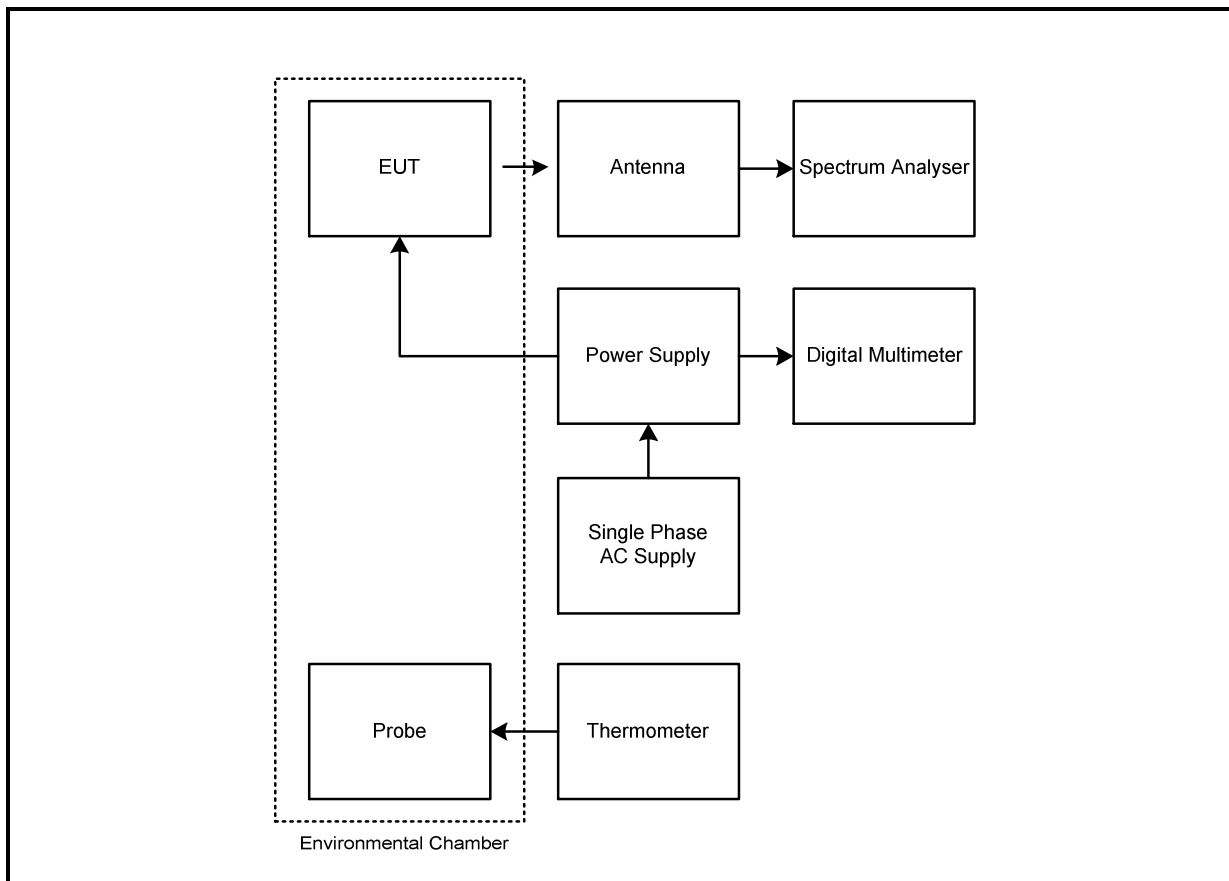 EUT
Antenna
Spectrum Analyser
Power Supply
Digital Multimeter
Single Phase
AC Supply
Probe
Thermometer
Environmental Chamber